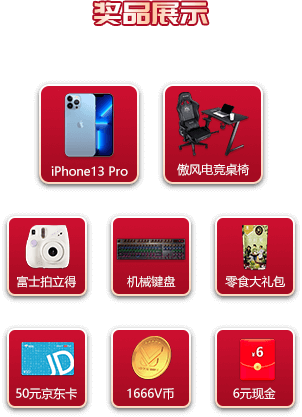 奖品展示
iPhone13 Pro
傲风电竞桌椅
富士拍立得
机械键盘
零食大礼包
JD
50元京东卡
1666V币
¥6
6元现金